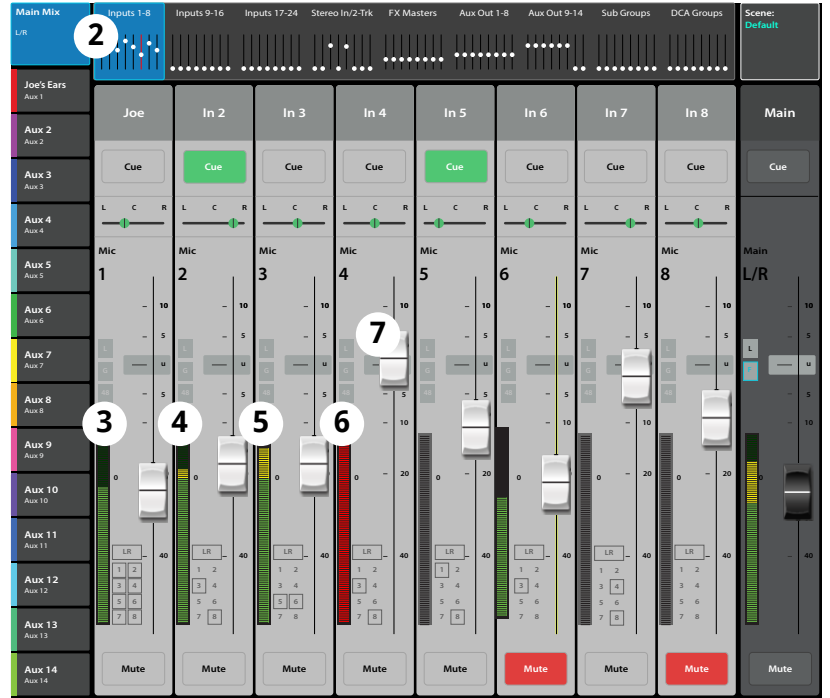 Main Mix
L/R
Inputs 1-8
Inputs 9-16
Inputs 17-24
Stereo In/2-Trk
FX Masters
Aux Out 1-8
Aux Out 9-14
Sub Groups
DCA Groups
Scene:
Default
2
Joe's Ears
Aux 1
Aux 2
Aux 2
Aux 3
Aux 3
Aux 4
Aux 4
Aux 5
Aux 5
Aux 6
Aux 6
Aux 7
Aux 7
Aux 8
Aux 8
Aux 9
Aux 9
Aux 10
Aux 10
Aux 11
Aux 11
Aux 12
Aux 12
Aux 13
Aux 13
Aux 14
Aux 14
Joe
In 2
In 3
In 4
In 5
In 6
In 7
In 8
Main
Cue
Cue
Cue
Cue
Cue
Cue
Cue
Cue
Cue
L C R
L C R
L C R
L C R
L C R
L C R
L C R
L C R
Mic
Mic
Mic
Mic
Mic
Mic
Mic
Mic
Main
1
2
3
4
5
6
7
8
L/R
10 10 10 10 10 10 10 10 10
7
5 5 5 5 5 5 5 5
L L L L L L L L
u u u u u u u u
G G G G G G
48 48 48 48 48
5 5 5 5 5 5 5
3
4
5
6
10 10 10 10 10
0 0 0 0 0 0 0 0 0
20 20 20 20 20
40 40 40 40 40 40 40 40 40
LR LR LR LR LR LR LR LR
1 2 1 2 1 2 1 2 1 2 1 2 1 2 1 2
3 4 3 4 3 4 3 4 3 4 3 4 3 4 3 4
5 6 5 6 5 6 5 6 5 6 5 6 5 6 5 6
7 8 7 8 7 8 7 8 7 8 7 8 7 8 7 8
Mute
Mute
Mute
Mute
Mute
Mute
Mute
Mute
Mute